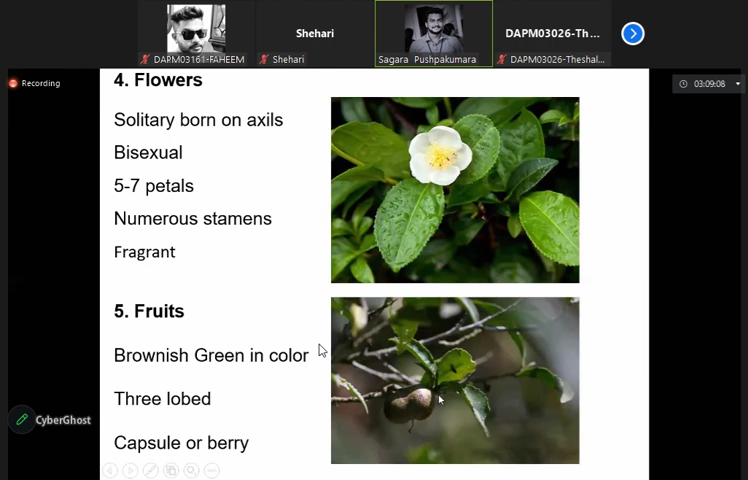 Shehari
DAPM03026-Th...
DAPM03161-FAHEEM
Shehari
Sagara Pushpakumara
DAPM03026-Theshal...
Recording
03:09:08
4. Flowers
Solitary born on axils
Bisexual
5-7 petals
Numerous stamens
Fragrant
5. Fruits
Brownish Green in color
Three lobed
Capsule or berry
CyberGhost